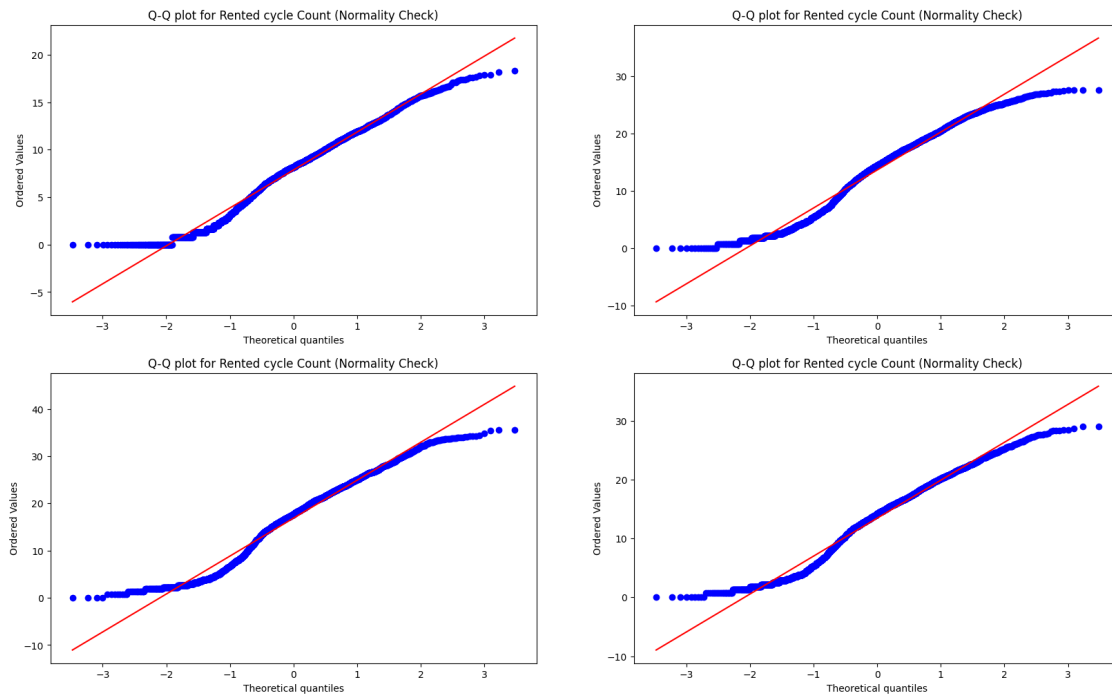 Q-Q plot for Rented cycle Count (Normality Check)
20
15
10
5
0
−5
Ordered Values
−3 −2 −1 0 1 2 3
Theoretical quantiles
Q-Q plot for Rented cycle Count (Normality Check)
30
20
10
0
−10
Ordered Values
−3 −2 −1 0 1 2 3
Theoretical quantiles
Q-Q plot for Rented cycle Count (Normality Check)
40
30
20
10
0
−10
Ordered Values
−3 −2 −1 0 1 2 3
Theoretical quantiles
Q-Q plot for Rented cycle Count (Normality Check)
30
20
10
0
−10
Ordered Values
−3 −2 −1 0 1 2 3
Theoretical quantiles